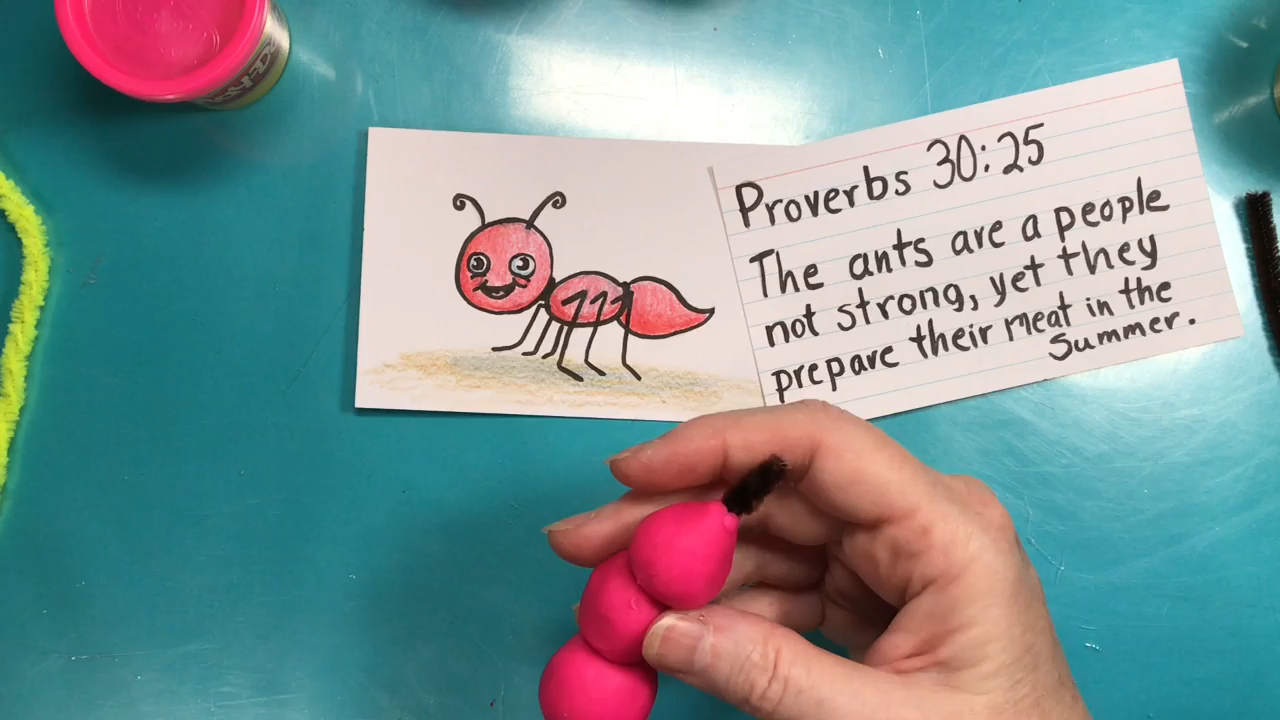 Proverbs 30:25
The ants are a people
not strong, yet they
prepare their meat in the
Summer.